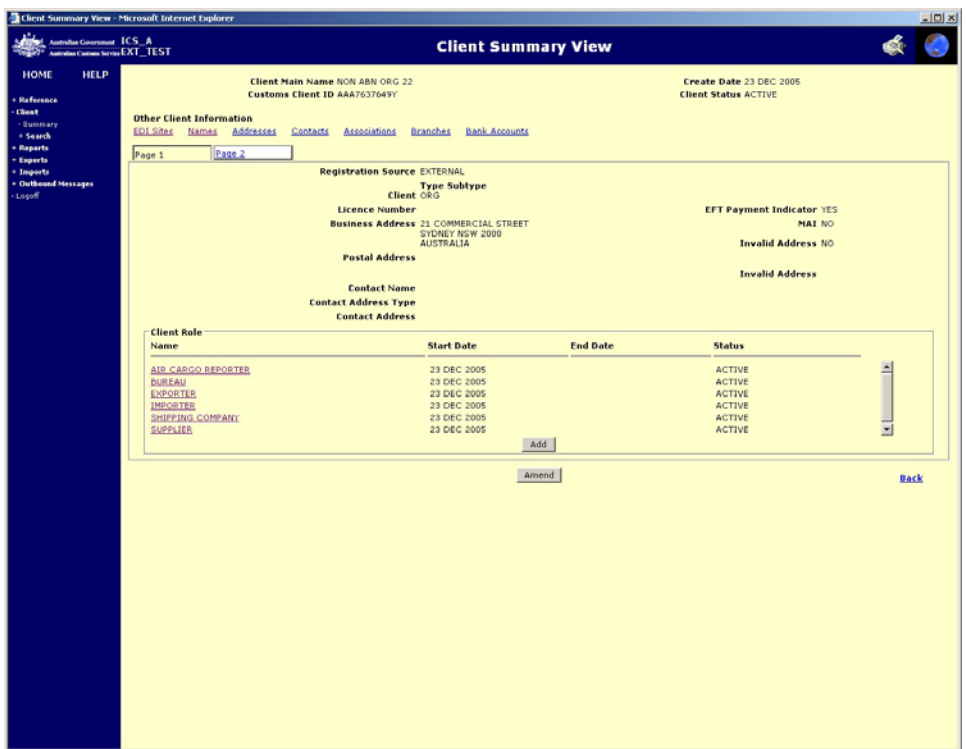 Client Summary View - Microsoft Internet Explorer
Australian Government
Australian Customs Service
ICS_A
EXT_TEST
Client Summary View
HOME HELP
+ Reference
- Client
- Summary
+ Search
+ Reports
+ Exports
+ Imports
+ Outbound Messages
- Logoff
Client Main Name NON ABN ORG 22
Create Date 23 DEC 2005
Customs Client ID AAA7637649Y
Client Status ACTIVE
Other Client Information
EDI Sites Names Addresses Contacts Associations Branches Bank Accounts
Page 1 Page 2
Registration Source EXTERNAL
Type Subtype
Client ORG
Licence Number
EFT Payment Indicator YES
Business Address 21 COMMERCIAL STREET
MAI NO
SYDNEY NSW 2000
AUSTRALIA
Invalid Address NO
Postal Address
Invalid Address
Contact Name
Contact Address Type
Contact Address
Client Role
Name Start Date End Date Status
AIR CARGO REPORTER 23 DEC 2005 ACTIVE
BUREAU 23 DEC 2005 ACTIVE
EXPORTER 23 DEC 2005 ACTIVE
IMPORTER 23 DEC 2005 ACTIVE
SHIPPING COMPANY 23 DEC 2005 ACTIVE
SUPPLIER 23 DEC 2005 ACTIVE
Add
Amend
Back